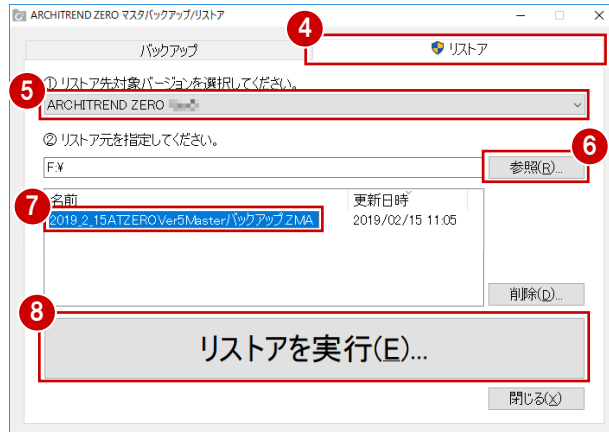 ARCHITREND ZERO マスタバックアップ/リストア
4
バックアップ
リストア
① リストア先対象バージョンを選択してください。
5
ARCHITREND ZERO
② リストア元を指定してください。
6
F:¥
参照(R)...
7
名前 更新日時
2019_2_15ATZEROVer5MasterバックアップZMA 2019/02/15 11:05
削除(D)...
8
リストアを実行(E)...
閉じる(X)